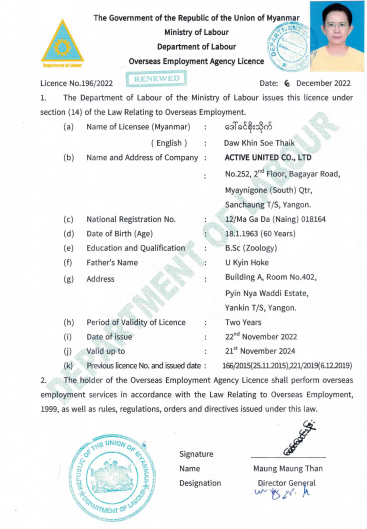 The Government of the Republic of the Union of Myanmar
Ministry of Labour
Department of Labour
Overseas Employment Agency Licence
Department of Labour
RENEWED
Licence No.196/2022
Date: 6 December 2022
1. The Department of Labour of the Ministry of Labour issues this licence under
section (14) of the Law Relating to Overseas Employment.
(a) Name of Licensee (Myanmar) : ဒေါ်ခင်စိုးသိုက်
( English ) : Daw Khin Soe Thaik
(b) Name and Address of Company : ACTIVE UNITED CO., LTD
: No.252, 2nd Floor, Bagayar Road,
Myaynigone (South) Qtr,
Sanchaung T/S, Yangon.
(c) National Registration No. : 12/Ma Ga Da (Naing) 018164
(d) Date of Birth (Age) : 18.1.1963 (60 Years)
(e) Education and Qualification : B.Sc (Zoology)
(f) Father's Name : U Kyin Hoke
(g) Address : Building A, Room No.402,
Pyin Nya Waddi Estate,
Yankin T/S, Yangon.
(h) Period of Validity of Licence : Two Years
(i) Date of issue : 22nd November 2022
(j) Valid up to : 21st November 2024
(k) Previous licence No. and issued date : 166/2015(25.11.2015),221/2019(6.12.2019)
2. The holder of the Overseas Employment Agency Licence shall perform overseas
employment services in accordance with the Law Relating to Overseas Employment,
1999, as well as rules, regulations, orders and directives issued under this law.
DEPARTMENT OF LABOUR
REPUBLIC OF THE UNION OF MYANMAR
DEPARTMENT OF LABOUR
Signature
Name Maung Maung Than
Designation Director General